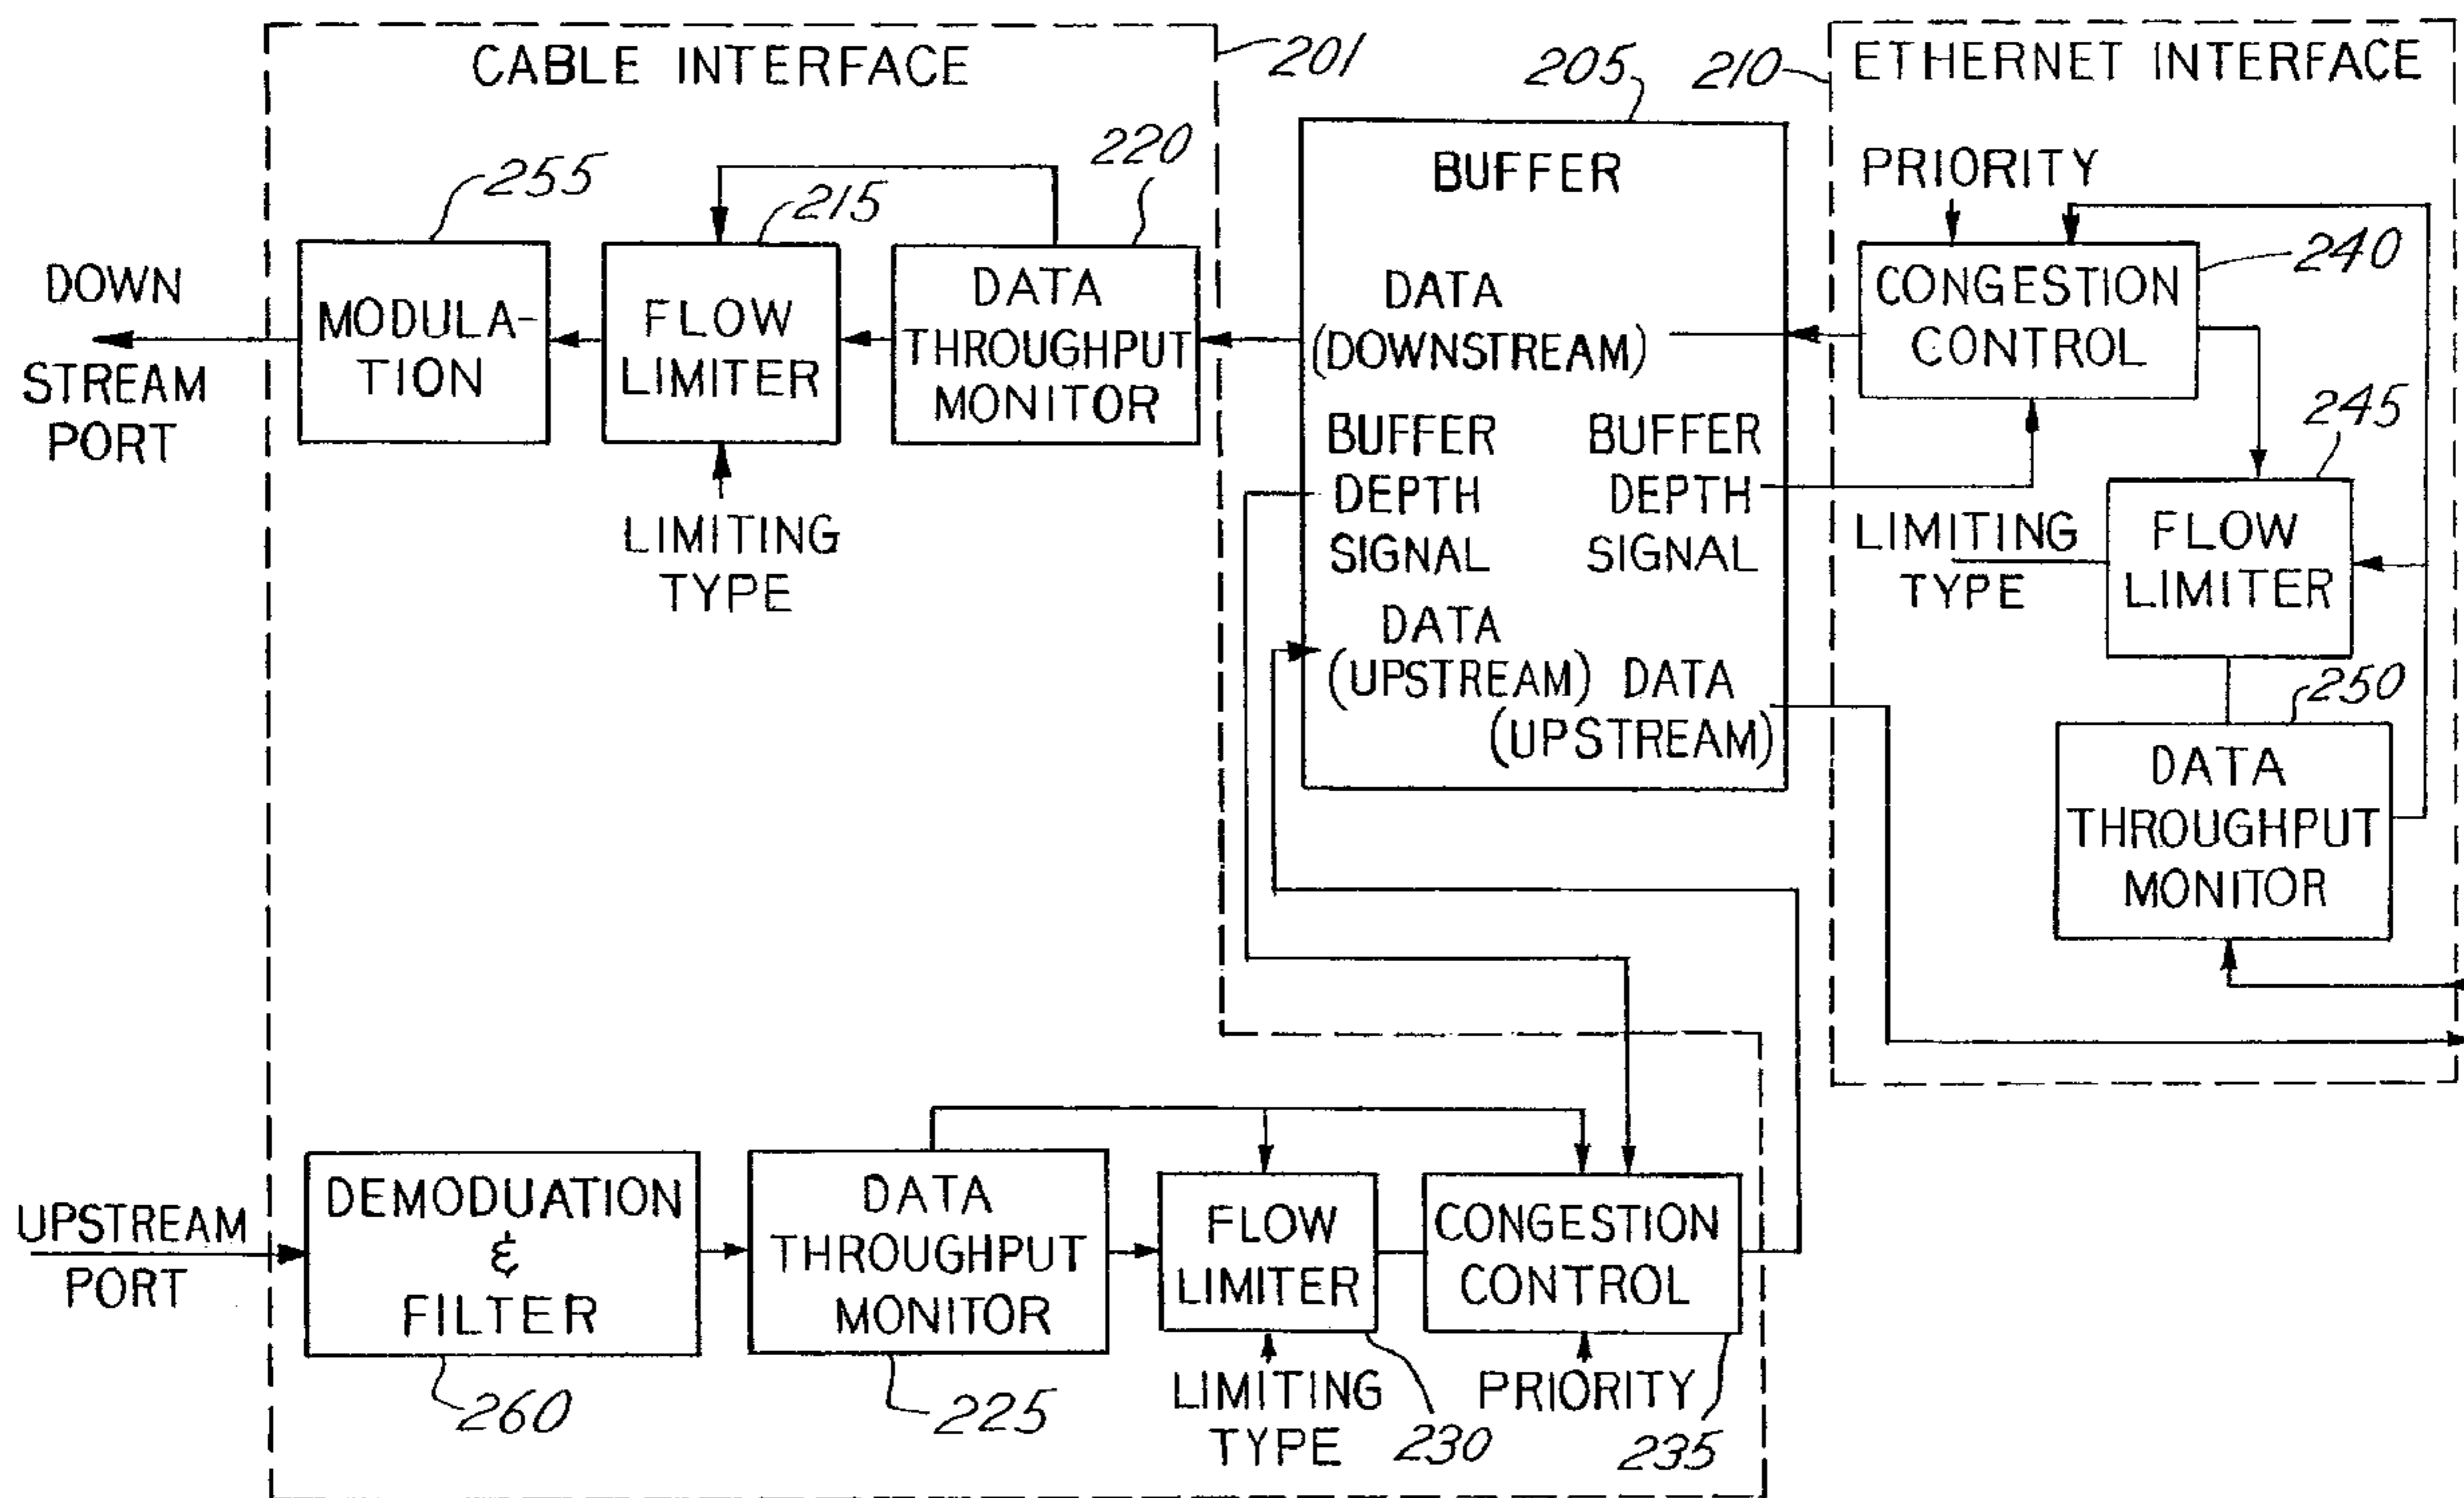 CABLE INTERFACE
201
205
210
ETHERNET INTERFACE
255
215
220
BUFFER
PRIORITY
240
DOWN
STREAM
PORT
MODULA-
TION
FLOW
LIMITER
DATA
THROUGHPUT
MONITOR
LIMITING
TYPE
DATA
(DOWNSTREAM)
BUFFER
DEPTH
SIGNAL
BUFFER
DEPTH
SIGNAL
DATA
(UPSTREAM)
DATA
(UPSTREAM)
CONGESTION
CONTROL
245
LIMITING
TYPE
FLOW
LIMITER
250
DATA
THROUGHPUT
MONITOR
UPSTREAM
PORT
DEMODUATION
&
FILTER
260
DATA
THROUGHPUT
MONITOR
225
FLOW
LIMITER
LIMITING
TYPE
230
CONGESTION
CONTROL
PRIORITY
235